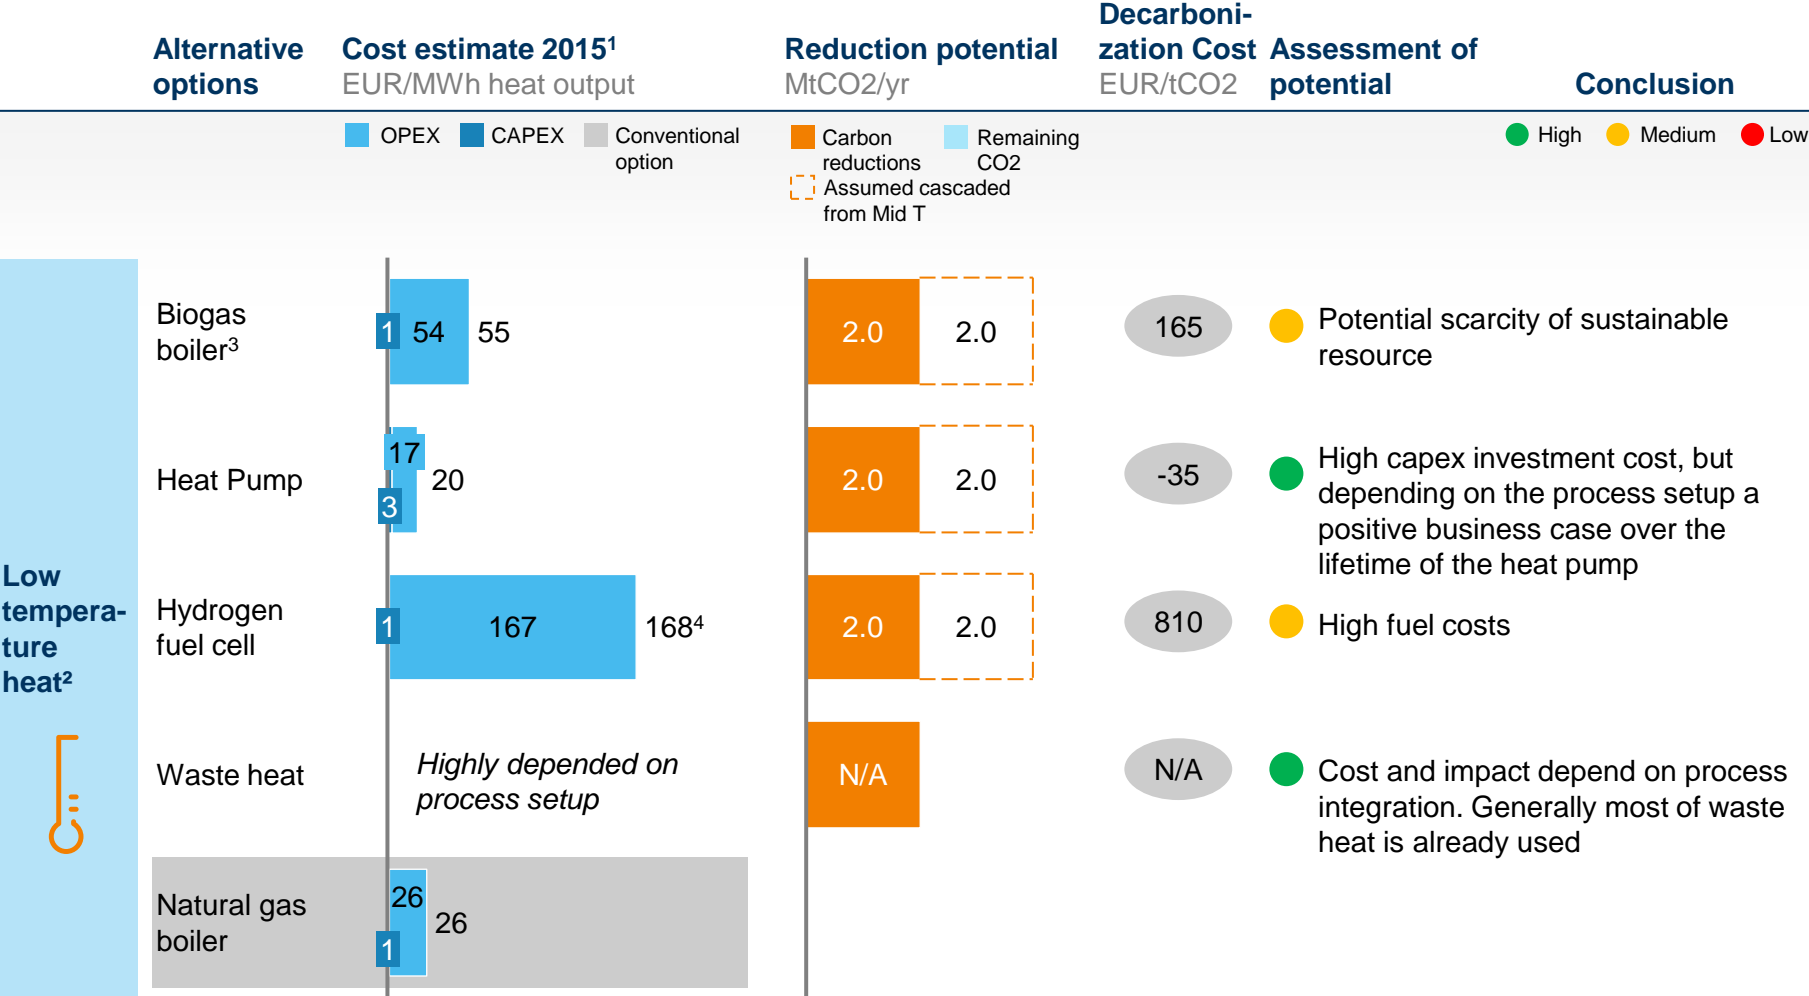 Alternative
options
Cost estimate 2015¹
EUR/MWh heat output
Reduction potential
MtCO2/yr
Decarboni-
zation Cost
EUR/tCO2
Assessment of
potential
Conclusion
OPEX
CAPEX
Conventional
option
Carbon
reductions
Remaining
CO2
Assumed cascaded
from Mid T
High
Medium
Low
Low
tempera-
ture
heat²
Biogas
boiler³
1
54
55
2.0
2.0
165
Potential scarcity of sustainable
resource
Heat Pump
17
3
20
2.0
2.0
-35
High capex investment cost, but
depending on the process setup a
positive business case over the
lifetime of the heat pump
Hydrogen
fuel cell
1
167
168⁴
2.0
2.0
810
High fuel costs
Waste heat
Highly depended on
process setup
N/A
N/A
Cost and impact depend on process
integration. Generally most of waste
heat is already used
Natural gas
boiler
26
1
26